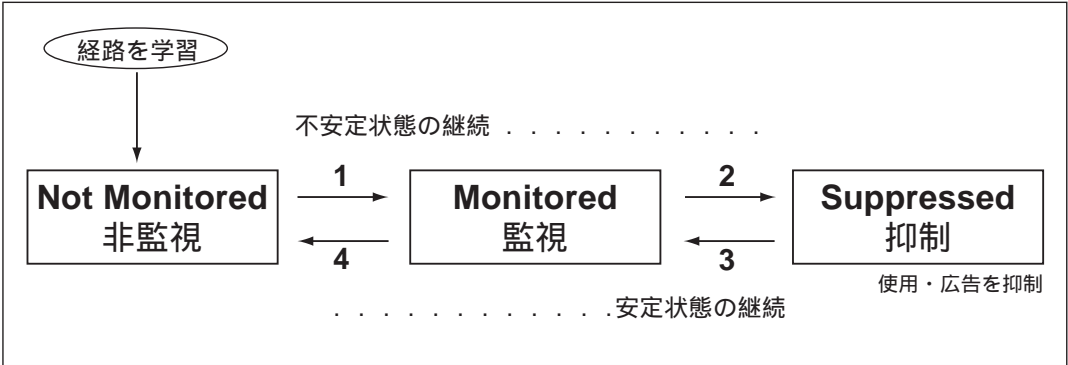 経路を学習
不安定状態の継続 . . . . . . . . . . .
1
2
Not Monitored
非監視
Monitored
監視
Suppressed
抑制
4
3
使用・広告を抑制
. . . . . . . . . . . .安定状態の継続